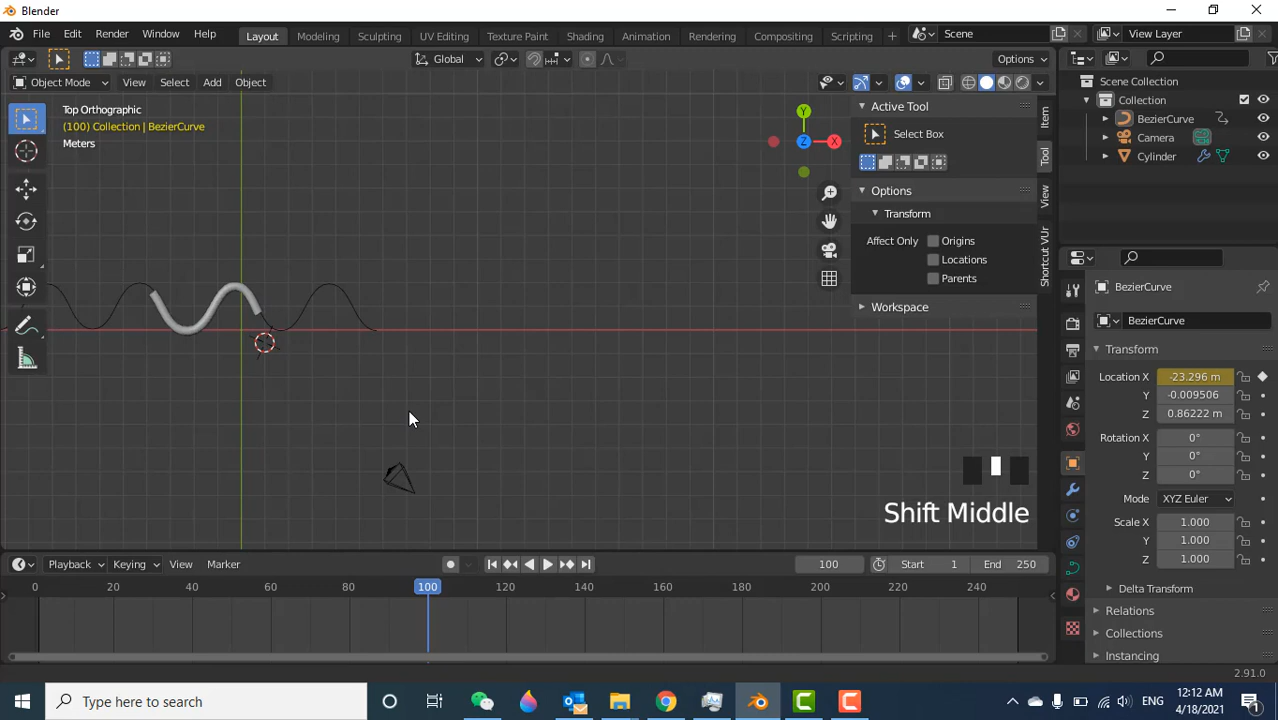 Blender
File Edit Render Window Help Layout Modeling Sculpting UV Editing Texture Paint Shading Animation Rendering Compositing Scripting Scene View Layer
Global Options
Object Mode View Select Add Object
Top Orthographic
(100) Collection | BezierCurve
Meters
Y
Z
X
Active Tool
Select Box
Options
Transform
Affect Only Origins
Locations
Parents
Workspace
Item
Tool
View
Shortcut VUr
Scene Collection
Collection
BezierCurve
Camera
Cylinder
BezierCurve
BezierCurve
Transform
Location X -23.296 m
Y -0.009506
Z 0.86222 m
Rotation X 0°
Y 0°
Z 0°
Mode XYZ Euler
Scale X 1.000
Y 1.000
Z 1.000
Delta Transform
Relations
Collections
Instancing
Shift Middle
Playback Keying View Marker 100 Start 1 End 250
0 20 40 60 80 100 120 140 160 180 200 220 240
2.91.0
Type here to search
ENG
12:12 AM
4/18/2021
1